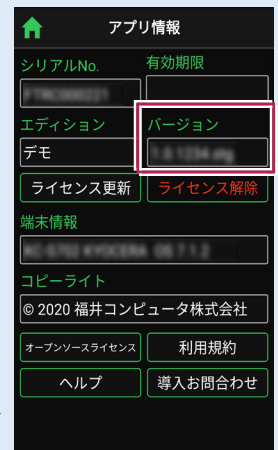 アプリ情報
シリアルNo. 有効期限
エディション バージョン
デモ
ライセンス更新 ライセンス解除
端末情報
コピーライト
© 2020 福井コンピュータ株式会社
オープンソースライセンス 利用規約
ヘルプ 導入お問合わせ